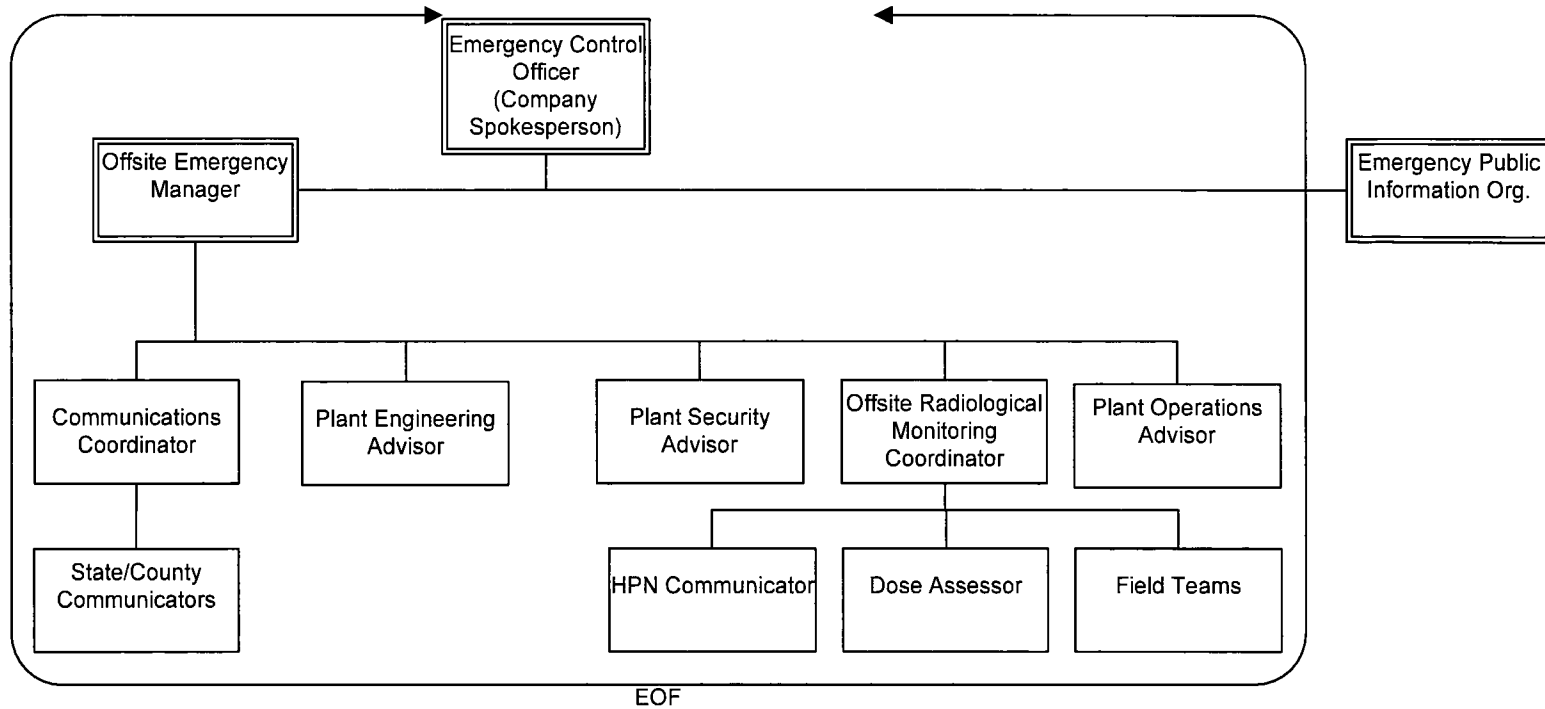 Emergency Control
Officer
(Company
Spokesperson)
Offsite Emergency
Manager
Emergency Public
Information Org.
Communications
Coordinator
Plant Engineering
Advisor
Plant Security
Advisor
Offsite Radiological
Monitoring
Coordinator
Plant Operations
Advisor
State/County
Communicators
HPN Communicator
Dose Assessor
Field Teams
EOF